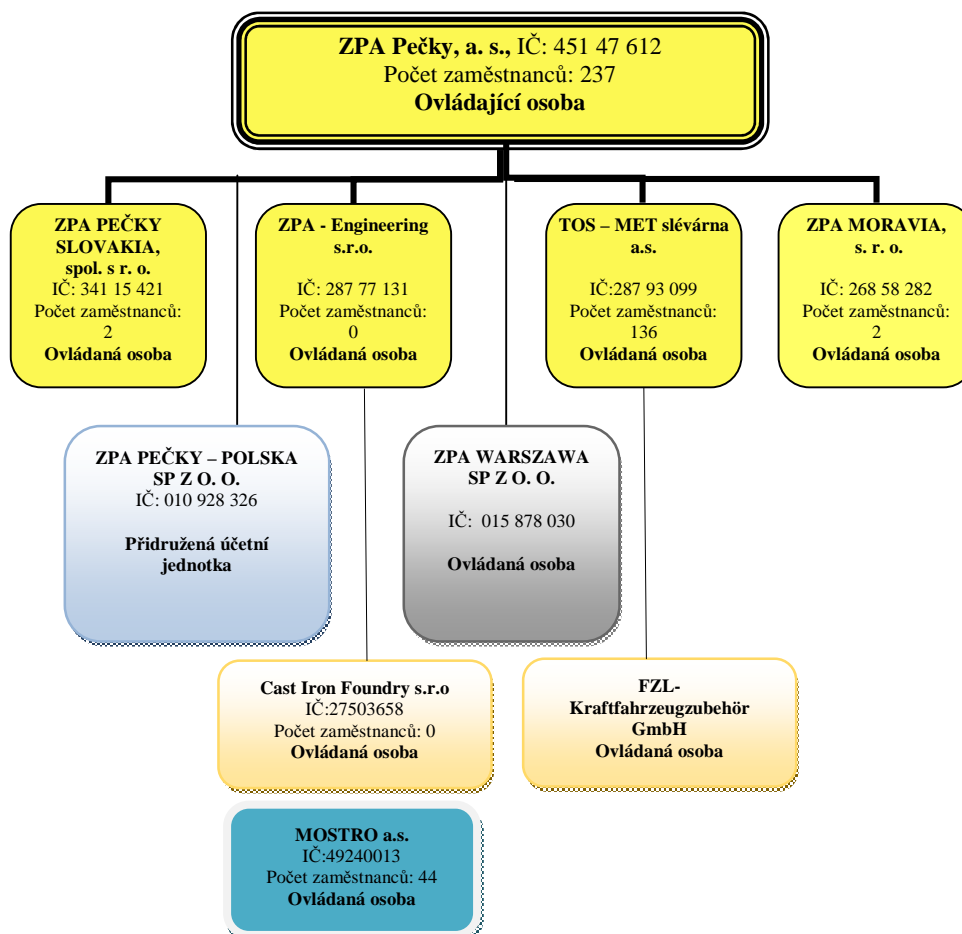 ZPA Pečky, a. s., IČ: 451 47 612
Počet zaměstnanců: 237
Ovládající osoba
ZPA PEČKY
SLOVAKIA,
spol. s r. o.
IČ: 341 15 421
Počet zaměstnanců:
2
Ovládaná osoba
ZPA - Engineering
s.r.o.
IČ: 287 77 131
Počet zaměstnanců:
0
Ovládaná osoba
TOS – MET slévárna
a.s.
IČ:287 93 099
Počet zaměstnanců:
136
Ovládaná osoba
ZPA MORAVIA,
s. r. o.
IČ: 268 58 282
Počet zaměstnanců:
2
Ovládaná osoba
ZPA PEČKY – POLSKA
SP Z O. O.
IČ: 010 928 326
Přidružená účetní
jednotka
ZPA WARSZAWA
SP Z O. O.
IČ: 015 878 030
Ovládaná osoba
Cast Iron Foundry s.r.o
IČ:27503658
Počet zaměstnanců: 0
Ovládaná osoba
FZL-
Kraftfahrzeugzubehör
GmbH
Ovládaná osoba
MOSTRO a.s.
IČ:49240013
Počet zaměstnanců: 44
Ovládaná osoba